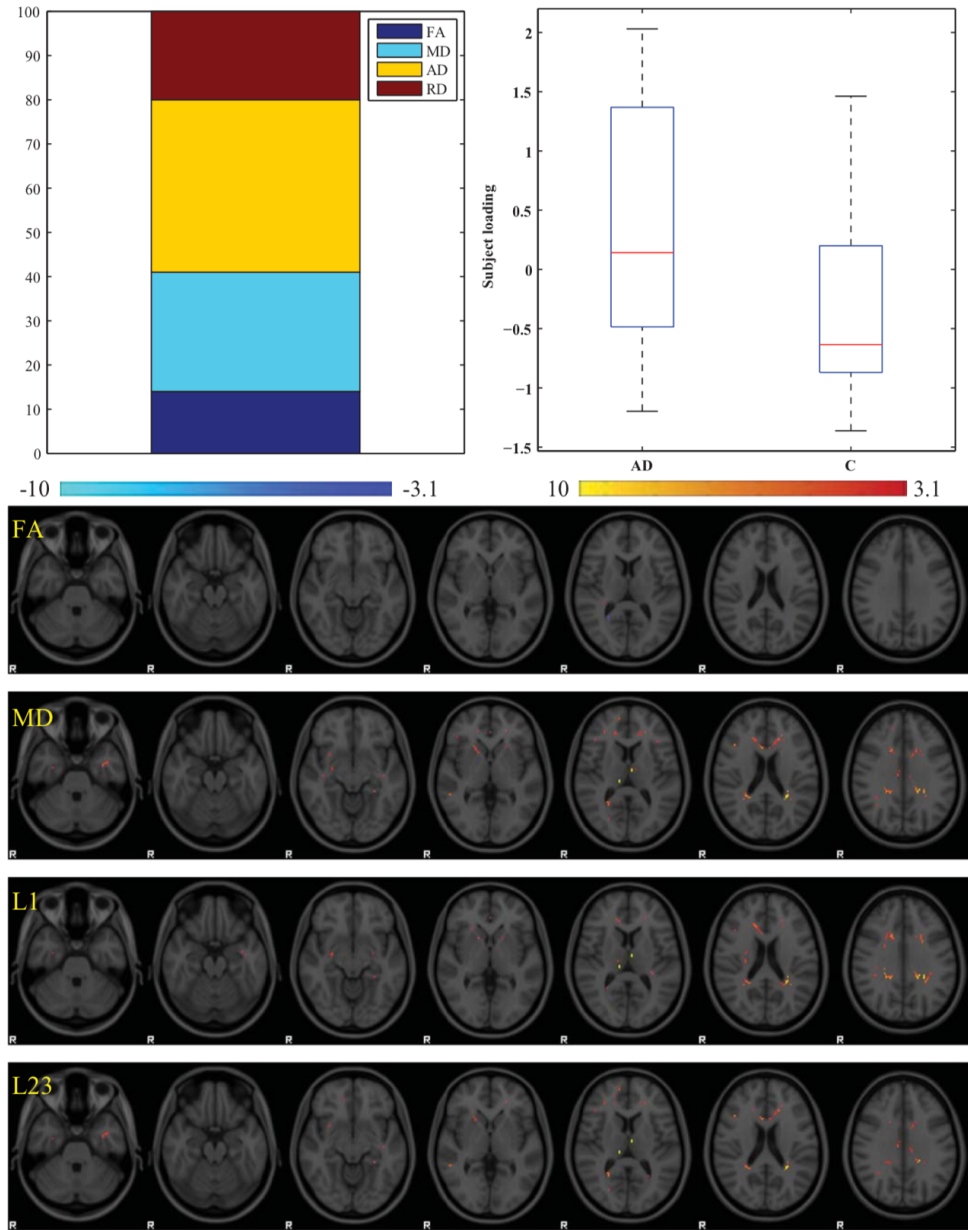 100
90
80
70
60
50
40
30
20
10
0
FA
MD
AD
RD
2
1.5
1
0.5
0
−0.5
−1
−1.5
Subject loading
AD C
-10 -3.1 10 3.1
FA
R R R R R R R
MD
R R R R R R R
L1
R R R R R R R
L23
R R R R R R R